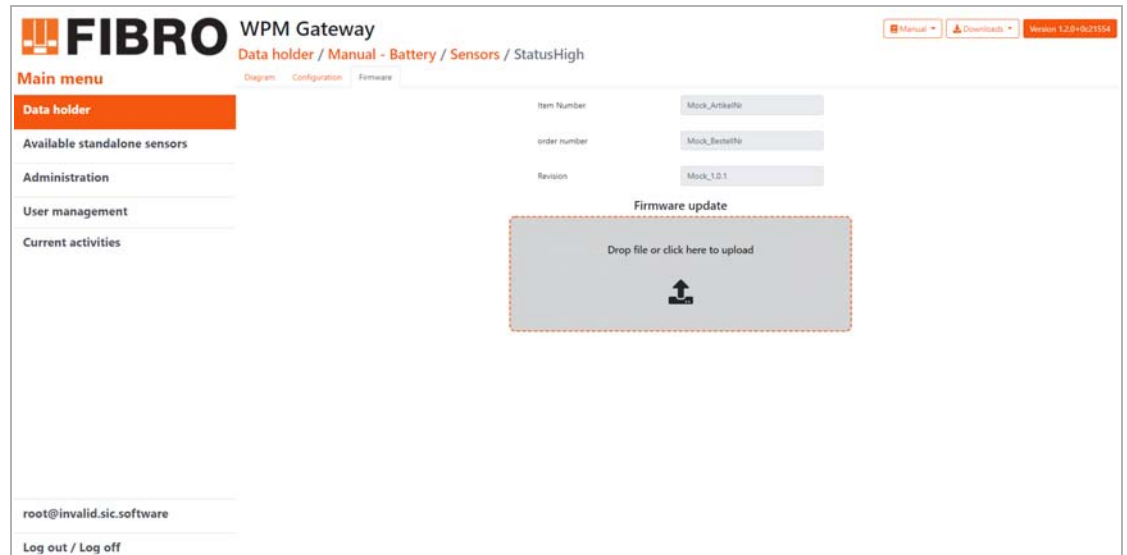 FIBRO
WPM Gateway
Manual
Downloads
Version 1.2.0+0c21554
Data holder / Manual - Battery / Sensors / StatusHigh
Main menu
Diagram Configuration Firmware
Data holder
Available standalone sensors
Administration
User management
Current activities
Item Number Mock_ArtikelNr
order number Mock_BestellNr
Revision Mock_1.0.1
Firmware update
Drop file or click here to upload
root@invalid.sic.software
Log out / Log off